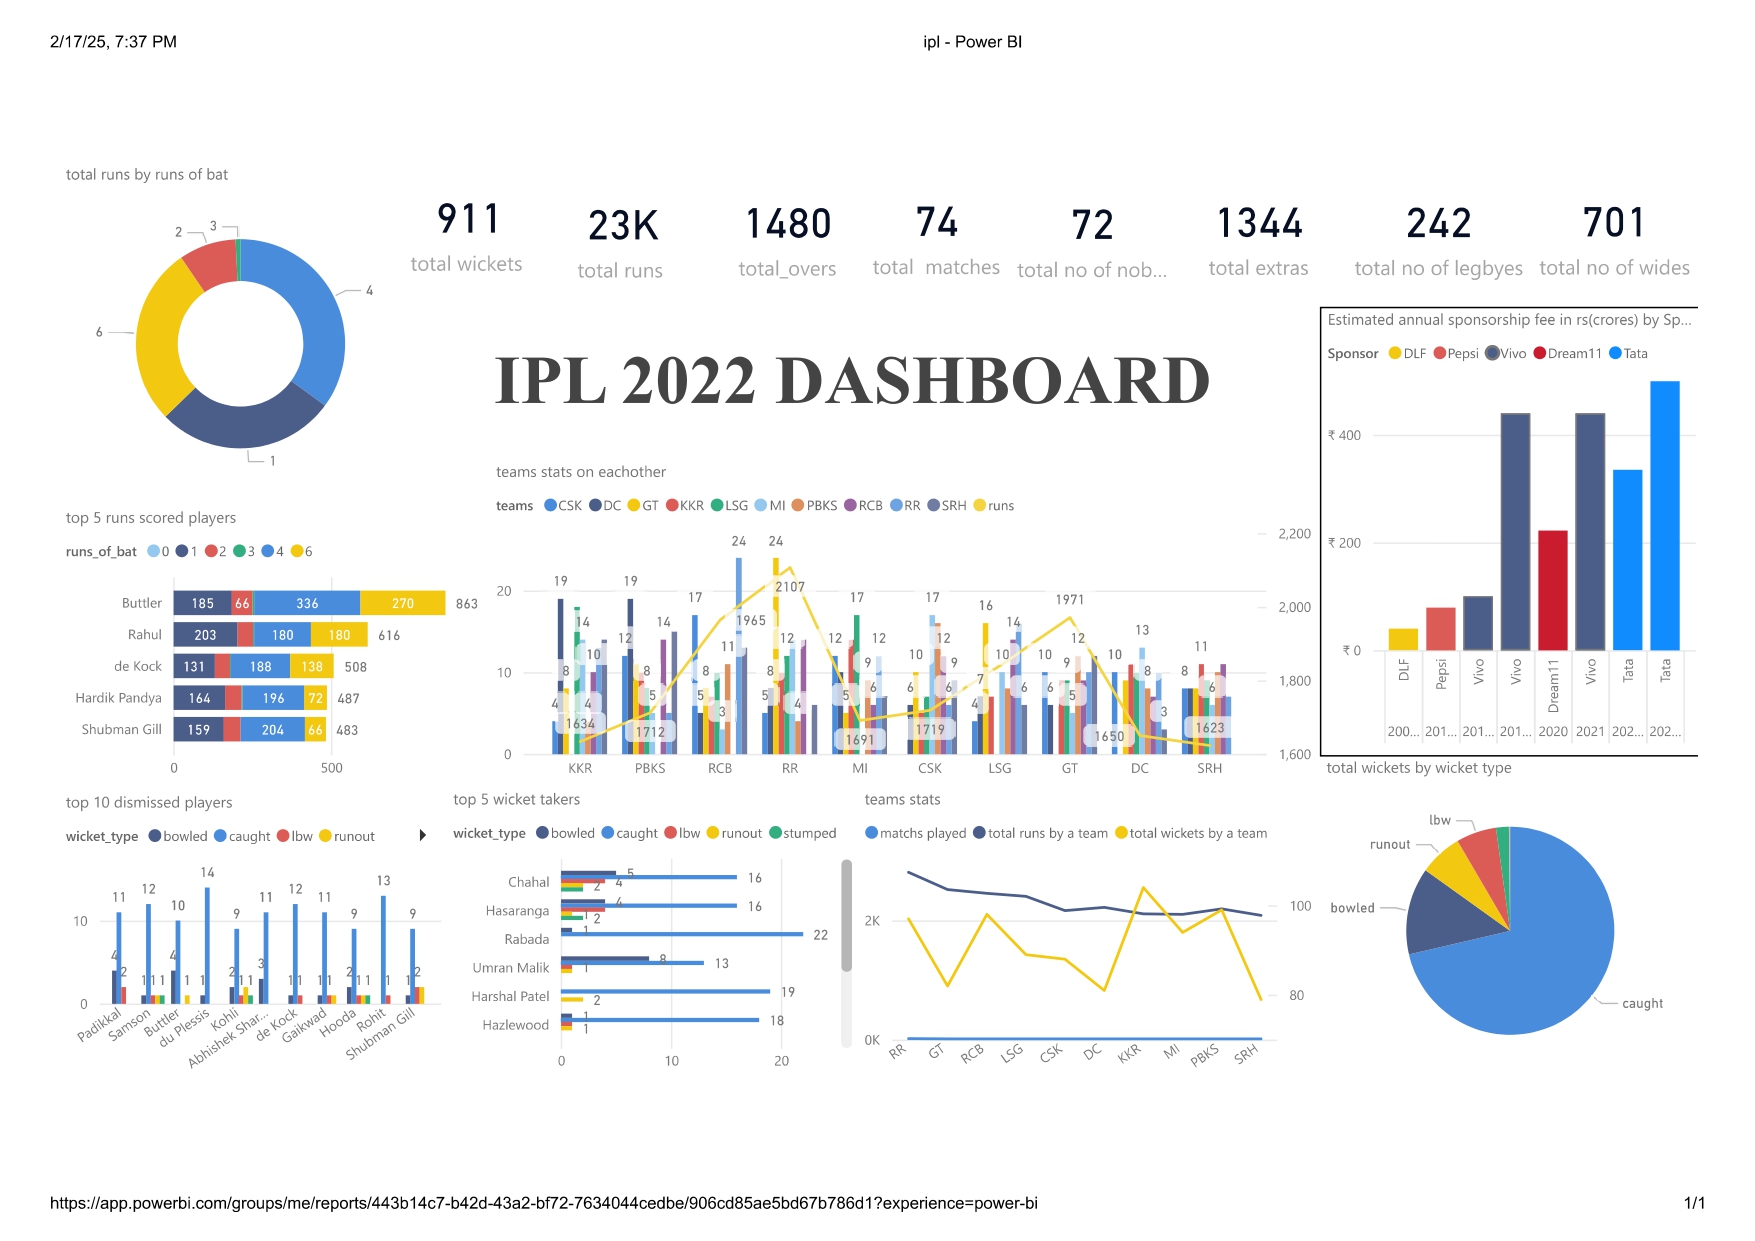 2/17/25, 7:37 PM
ipl - Power BI
total runs by runs of bat
3
2
4
6
1
911
total wickets
23K
total runs
1480
total_overs
74
total matches
72
total no of nob...
1344
total extras
242
total no of legbyes
701
total no of wides
IPL 2022 DASHBOARD
Estimated annual sponsorship fee in rs(crores) by Sp...
Sponsor DLF Pepsi Vivo Dream11 Tata
₹ 400
₹ 200
₹ 0
DLF Pepsi Vivo Vivo Dream11 Vivo Tata Tata
200... 201... 201... 201... 2020 2021 202... 202...
top 5 runs scored players
runs_of_bat 0 1 2 3 4 6
Buttler 185 66 336 270 863
Rahul 203 180 180 616
de Kock 131 188 138 508
Hardik Pandya 164 196 72 487
Shubman Gill 159 204 66 483
0 500
teams stats on eachother
teams CSK DC GT KKR LSG MI PBKS RCB RR SRH runs
20
10
0
2,200
2,000
1,800
1,600
19 14 10 8 4 4 1634
19 12 14 8 5 1712
17 24 1965 11 8 5 3
24 2107 12 8 4
12 17 12 9 5 6 1691
10 17 12 9 6 1719
16 14 10 7 4 6
10 1971 12 9 6 5
10 13 8 3 1650
8 11 10 6 1623
KKR PBKS RCB RR MI CSK LSG GT DC SRH
top 10 dismissed players
wicket_type bowled caught lbw runout
10
0
11 12 10 14 9 11 12 11 9 13 9
4 2 1 1 1 4 1 1 2 1 1 3 1 1 1 1 2 1 1 1 1 2
Padikkal Samson Buttler du Plessis Kohli Abhishek Shar... de Kock Gaikwad Hooda Rohit Shubman Gill
top 5 wicket takers
wicket_type bowled caught lbw runout stumped
Chahal 5 16 4 2
Hasaranga 4 16 1 2
Rabada 1 22
Umran Malik 8 13 1
Harshal Patel 19 2
Hazlewood 1 18 1
0 10 20
teams stats
matchs played total runs by a team total wickets by a team
2K
0K
100
80
RR GT RCB LSG CSK DC KKR MI PBKS SRH
total wickets by wicket type
lbw
runout
bowled
caught
https://app.powerbi.com/groups/me/reports/443b14c7-b42d-43a2-bf72-7634044cedbe/906cd85ae5bd67b786d1?experience=power-bi
1/1